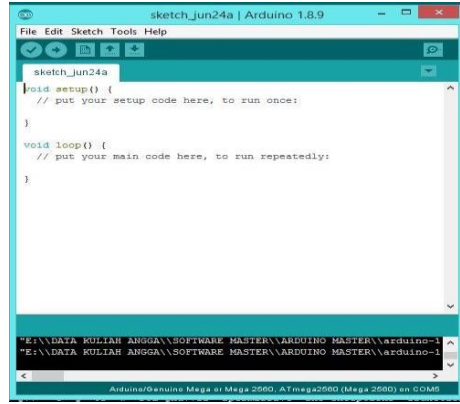 sketch_jun24a | Arduino 1.8.9
File Edit Sketch Tools Help
sketch_jun24a
void setup() {
// put your setup code here, to run once:
}
void loop() {
// put your main code here, to run repeatedly:
}
"E:\\DATA KULIAH ANGGA\\SOFTWARE MASTER\\ARDUINO MASTER\\arduino-1
"E:\\DATA KULIAH ANGGA\\SOFTWARE MASTER\\ARDUINO MASTER\\arduino-1
Arduino/Genuino Mega or Mega 2560, ATmega2560 (Mega 2560) on COM5